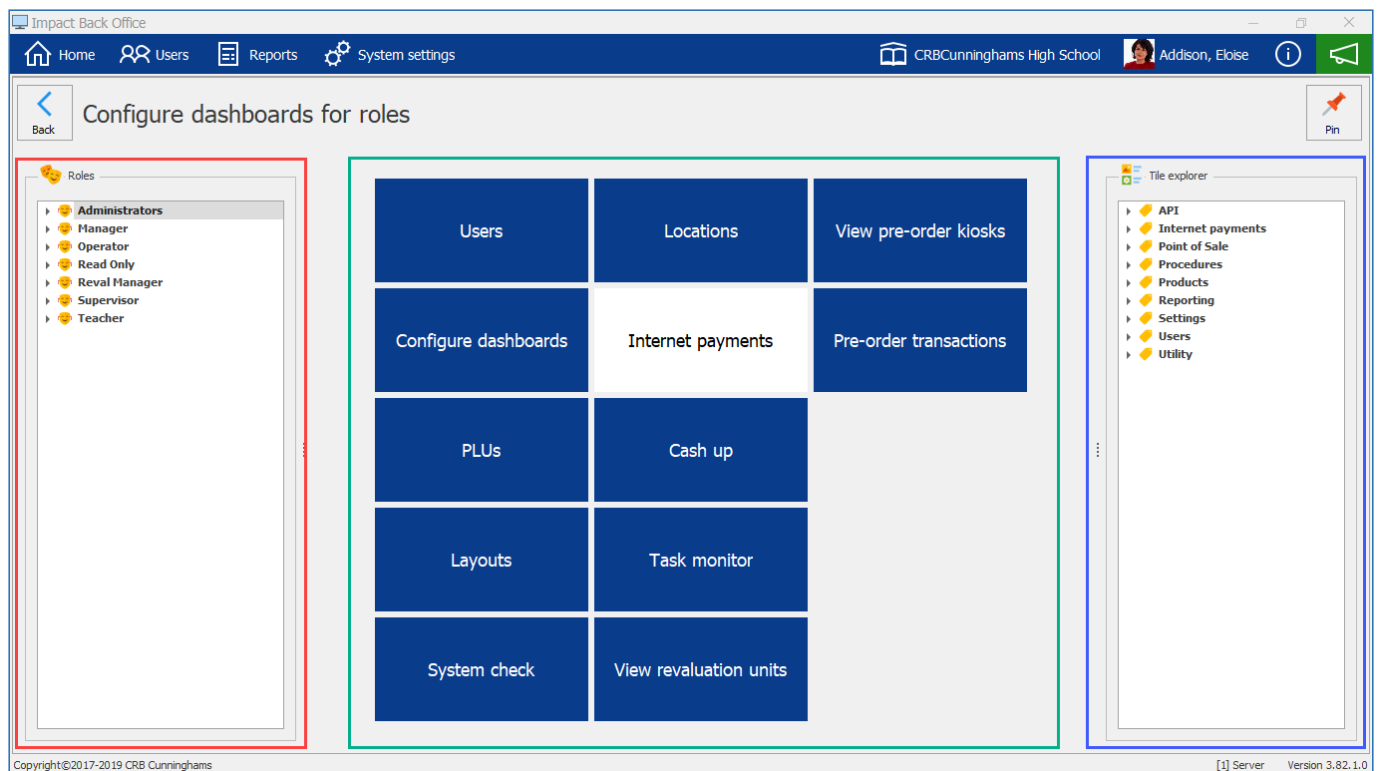 Impact Back Office
Home Users Reports System settings CRBCunninghams High School Addison, Eloise
Back
Configure dashboards for roles
Pin
Roles
Administrators
Manager
Operator
Read Only
Reval Manager
Supervisor
Teacher
Users Locations View pre-order kiosks
Configure dashboards Internet payments Pre-order transactions
PLUs Cash up
Layouts Task monitor
System check View revaluation units
Tile explorer
API
Internet payments
Point of Sale
Procedures
Products
Reporting
Settings
Users
Utility
Copyright©2017-2019 CRB Cunninghams [1] Server Version 3.82.1.0